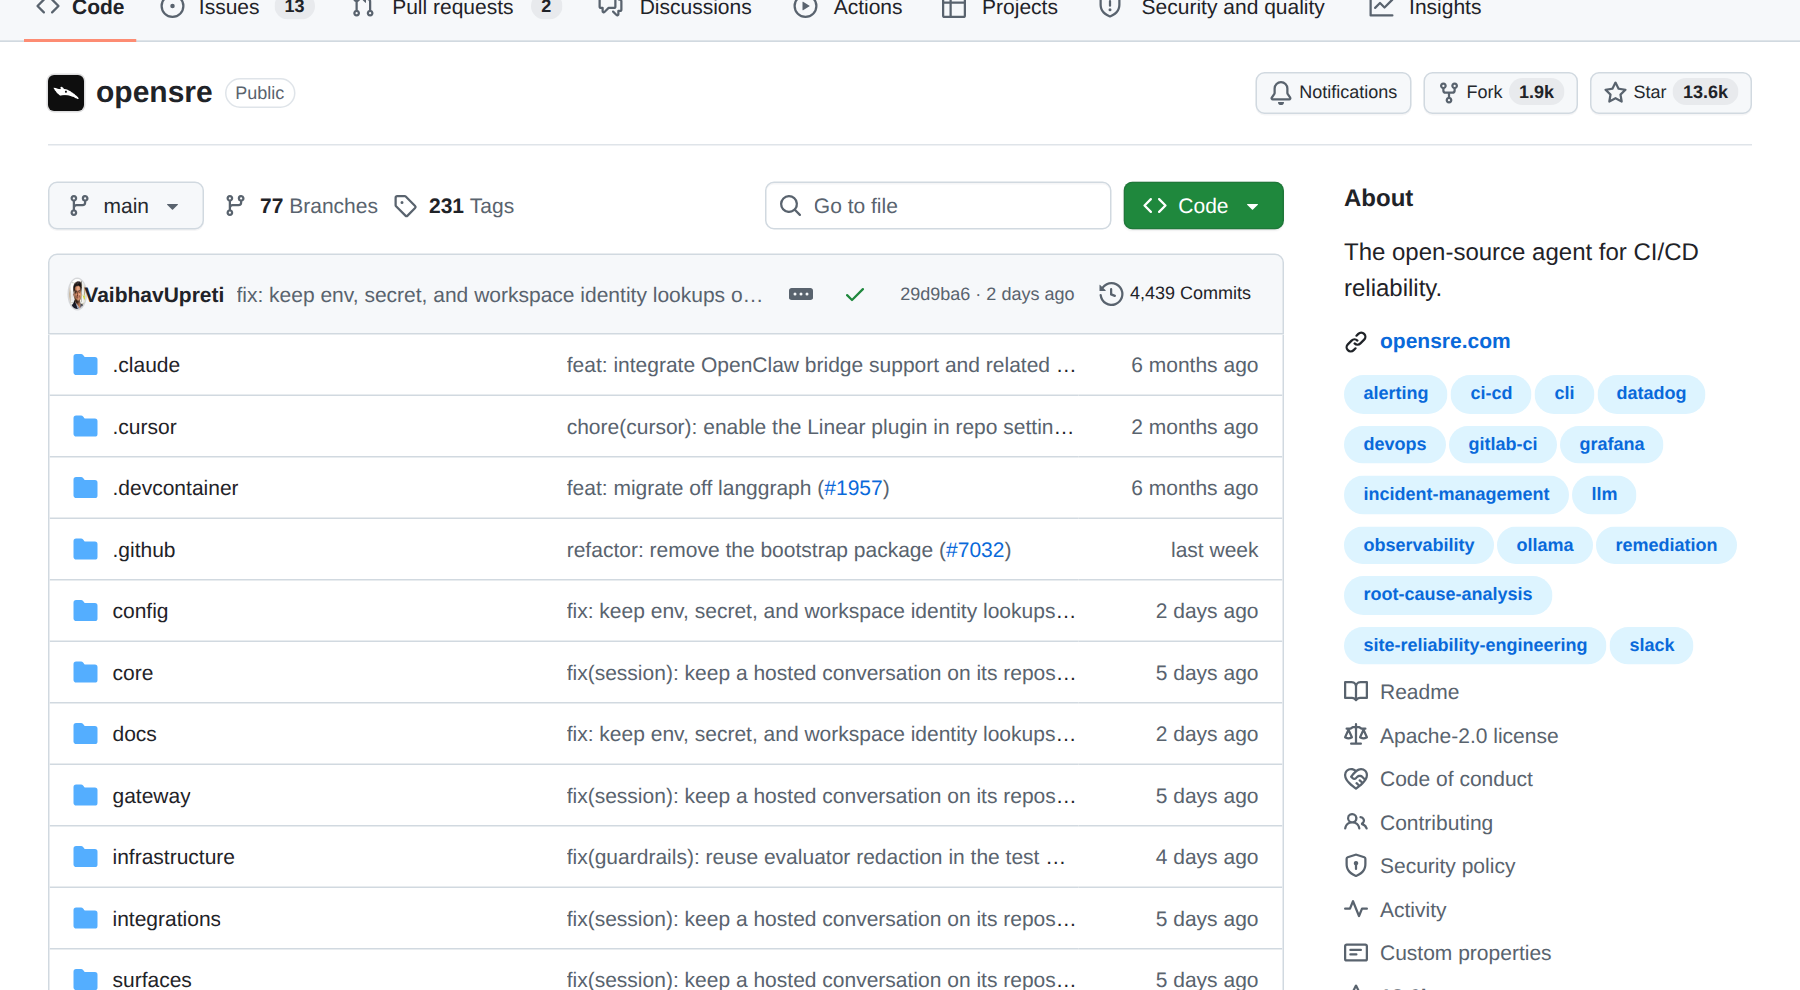 Code Issues 13 Pull requests 2 Discussions Actions Projects Security and quality Insights
opensre Public Notifications Fork 1.9k Star 13.6k
main 77 Branches 231 Tags Go to file Code
VaibhavUpreti fix: keep env, secret, and workspace identity lookups o… 29d9ba6 · 2 days ago 4,439 Commits
.claude feat: integrate OpenClaw bridge support and related … 6 months ago
.cursor chore(cursor): enable the Linear plugin in repo settin… 2 months ago
.devcontainer feat: migrate off langgraph (#1957) 6 months ago
.github refactor: remove the bootstrap package (#7032) last week
config fix: keep env, secret, and workspace identity lookups… 2 days ago
core fix(session): keep a hosted conversation on its repos… 5 days ago
docs fix: keep env, secret, and workspace identity lookups… 2 days ago
gateway fix(session): keep a hosted conversation on its repos… 5 days ago
infrastructure fix(guardrails): reuse evaluator redaction in the test … 4 days ago
integrations fix(session): keep a hosted conversation on its repos… 5 days ago
surfaces fix(session): keep a hosted conversation on its repos… 5 days ago
About
The open-source agent for CI/CD
reliability.
opensre.com
alerting ci-cd cli datadog
devops gitlab-ci grafana
incident-management llm
observability ollama remediation
root-cause-analysis
site-reliability-engineering slack
Readme
Apache-2.0 license
Code of conduct
Contributing
Security policy
Activity
Custom properties